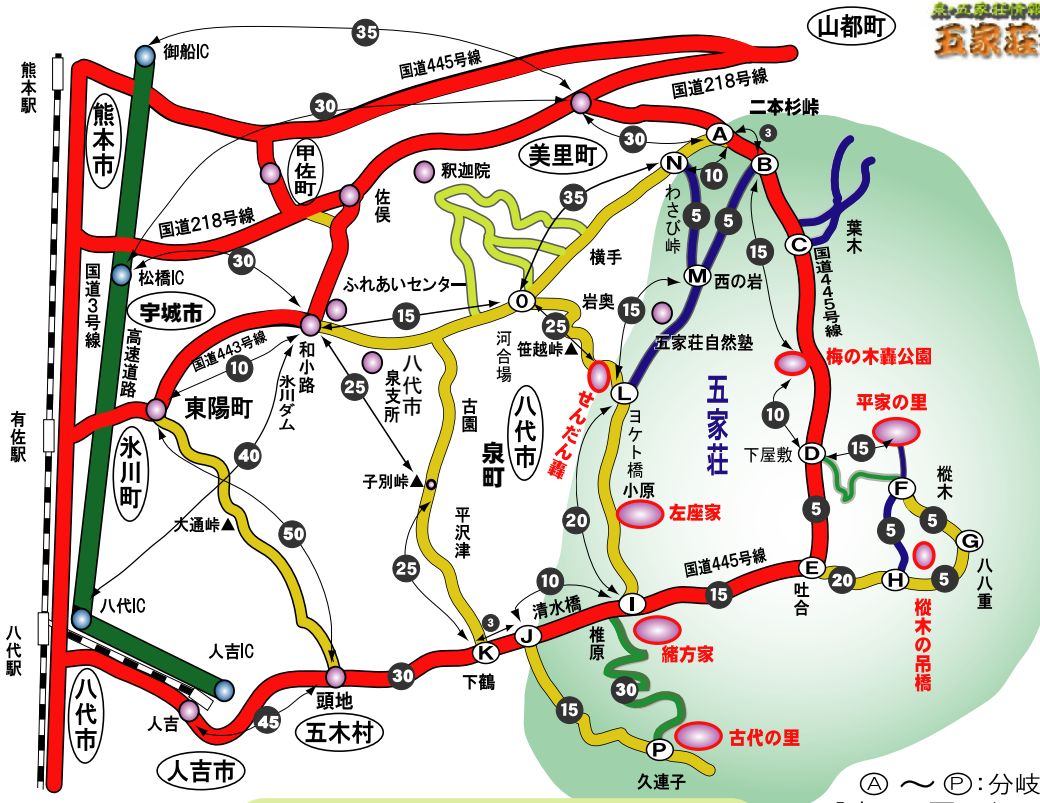 泉・五家荘情報
五家荘
山都町
御船IC
35
国道445号線
熊本駅
国道218号線
30
二本杉峠
熊本市
甲佐町
30
A
3
美里町
N
10
B
釈迦院
佐俣
わさび峠
35
5
5
15
葉木
国道218号線
横手
C
国道445号線
国道3号線
松橋IC
30
M
西の岩
ふれあいセンター
O
岩奥
15
宇城市
15
25
五家荘自然塾
高速道路
国道443号線
和小路
氷川ダム
河合場
笹越峠▲
梅の木轟公園
10
25
八代市
泉支所
せんだん轟
L
五家荘
東陽町
古園
八代市
泉町
ヨケト橋
10
平家の里
有佐駅
氷川町
40
子別峠▲
小原
下屋敷
D
15
樅木
F
左座家
大通峠▲
50
平沢津
20
5
5
5
G
八八重
25
10
国道445号線
E
20
H
5
吐合
八代IC
3
清水橋
I
15
樅木の吊橋
八代駅
J
椎原
緒方家
人吉IC
K
下鶴
30
30
八代市
頭地
15
人吉
45
五木村
古代の里
P
人吉市
久連子
Ⓐ ～ Ⓟ：分岐